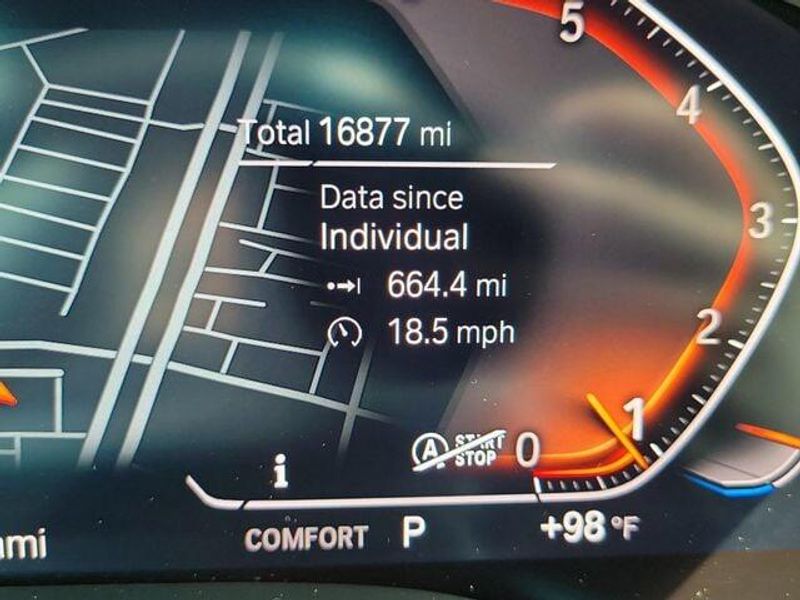 5
4
Total 16877 mi
Data since
Individual
3
664.4 mi
18.5 mph
2
1
A START STOP 0
i
COMFORT P +98 °F
mi